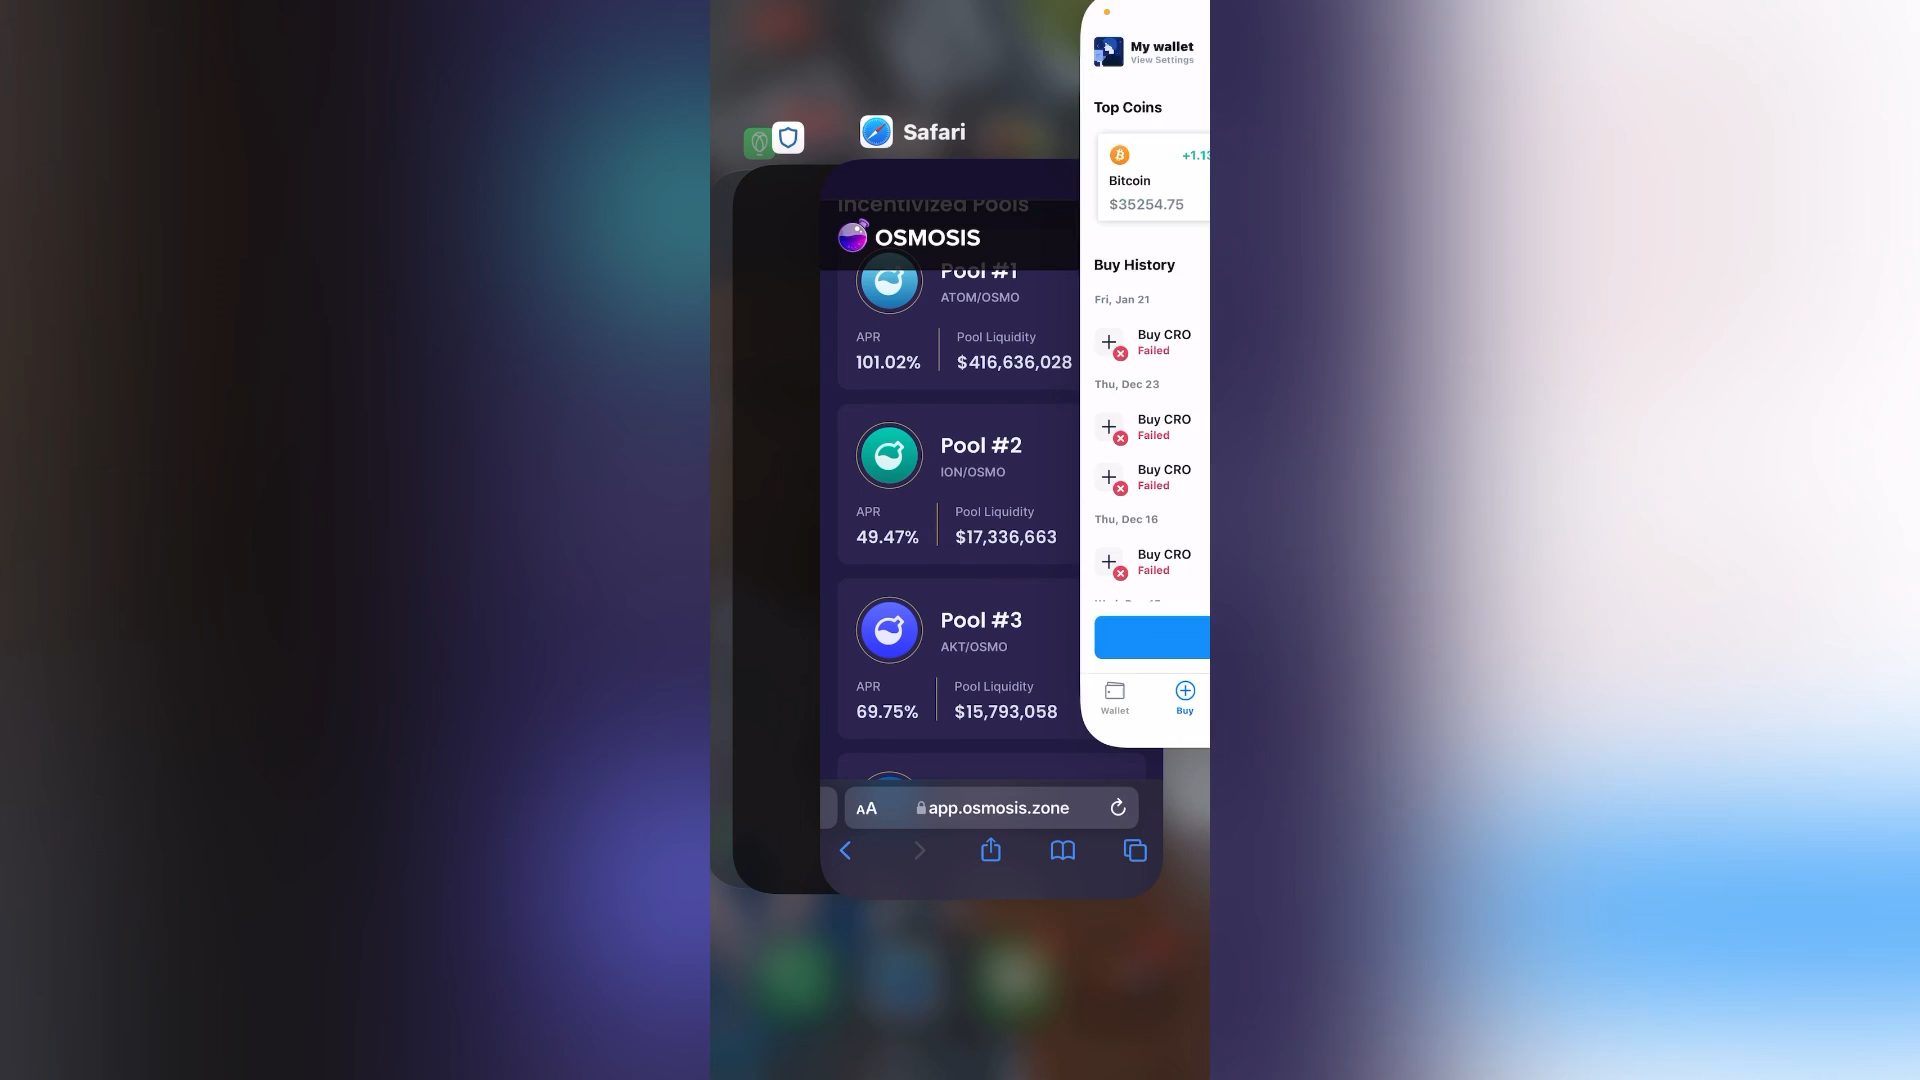 Safari
Incentivized Pools
OSMOSIS
Pool #1
ATOM/OSMO
APR
Pool Liquidity
101.02%
$416,636,028
Pool #2
ION/OSMO
APR
Pool Liquidity
49.47%
$17,336,663
Pool #3
AKT/OSMO
APR
Pool Liquidity
69.75%
$15,793,058
AA
app.osmosis.zone
My wallet
View Settings
Top Coins
+1.13
Bitcoin
$35254.75
Buy History
Fri, Jan 21
Buy CRO
Failed
Thu, Dec 23
Buy CRO
Failed
Buy CRO
Failed
Thu, Dec 16
Buy CRO
Failed
Wallet
Buy